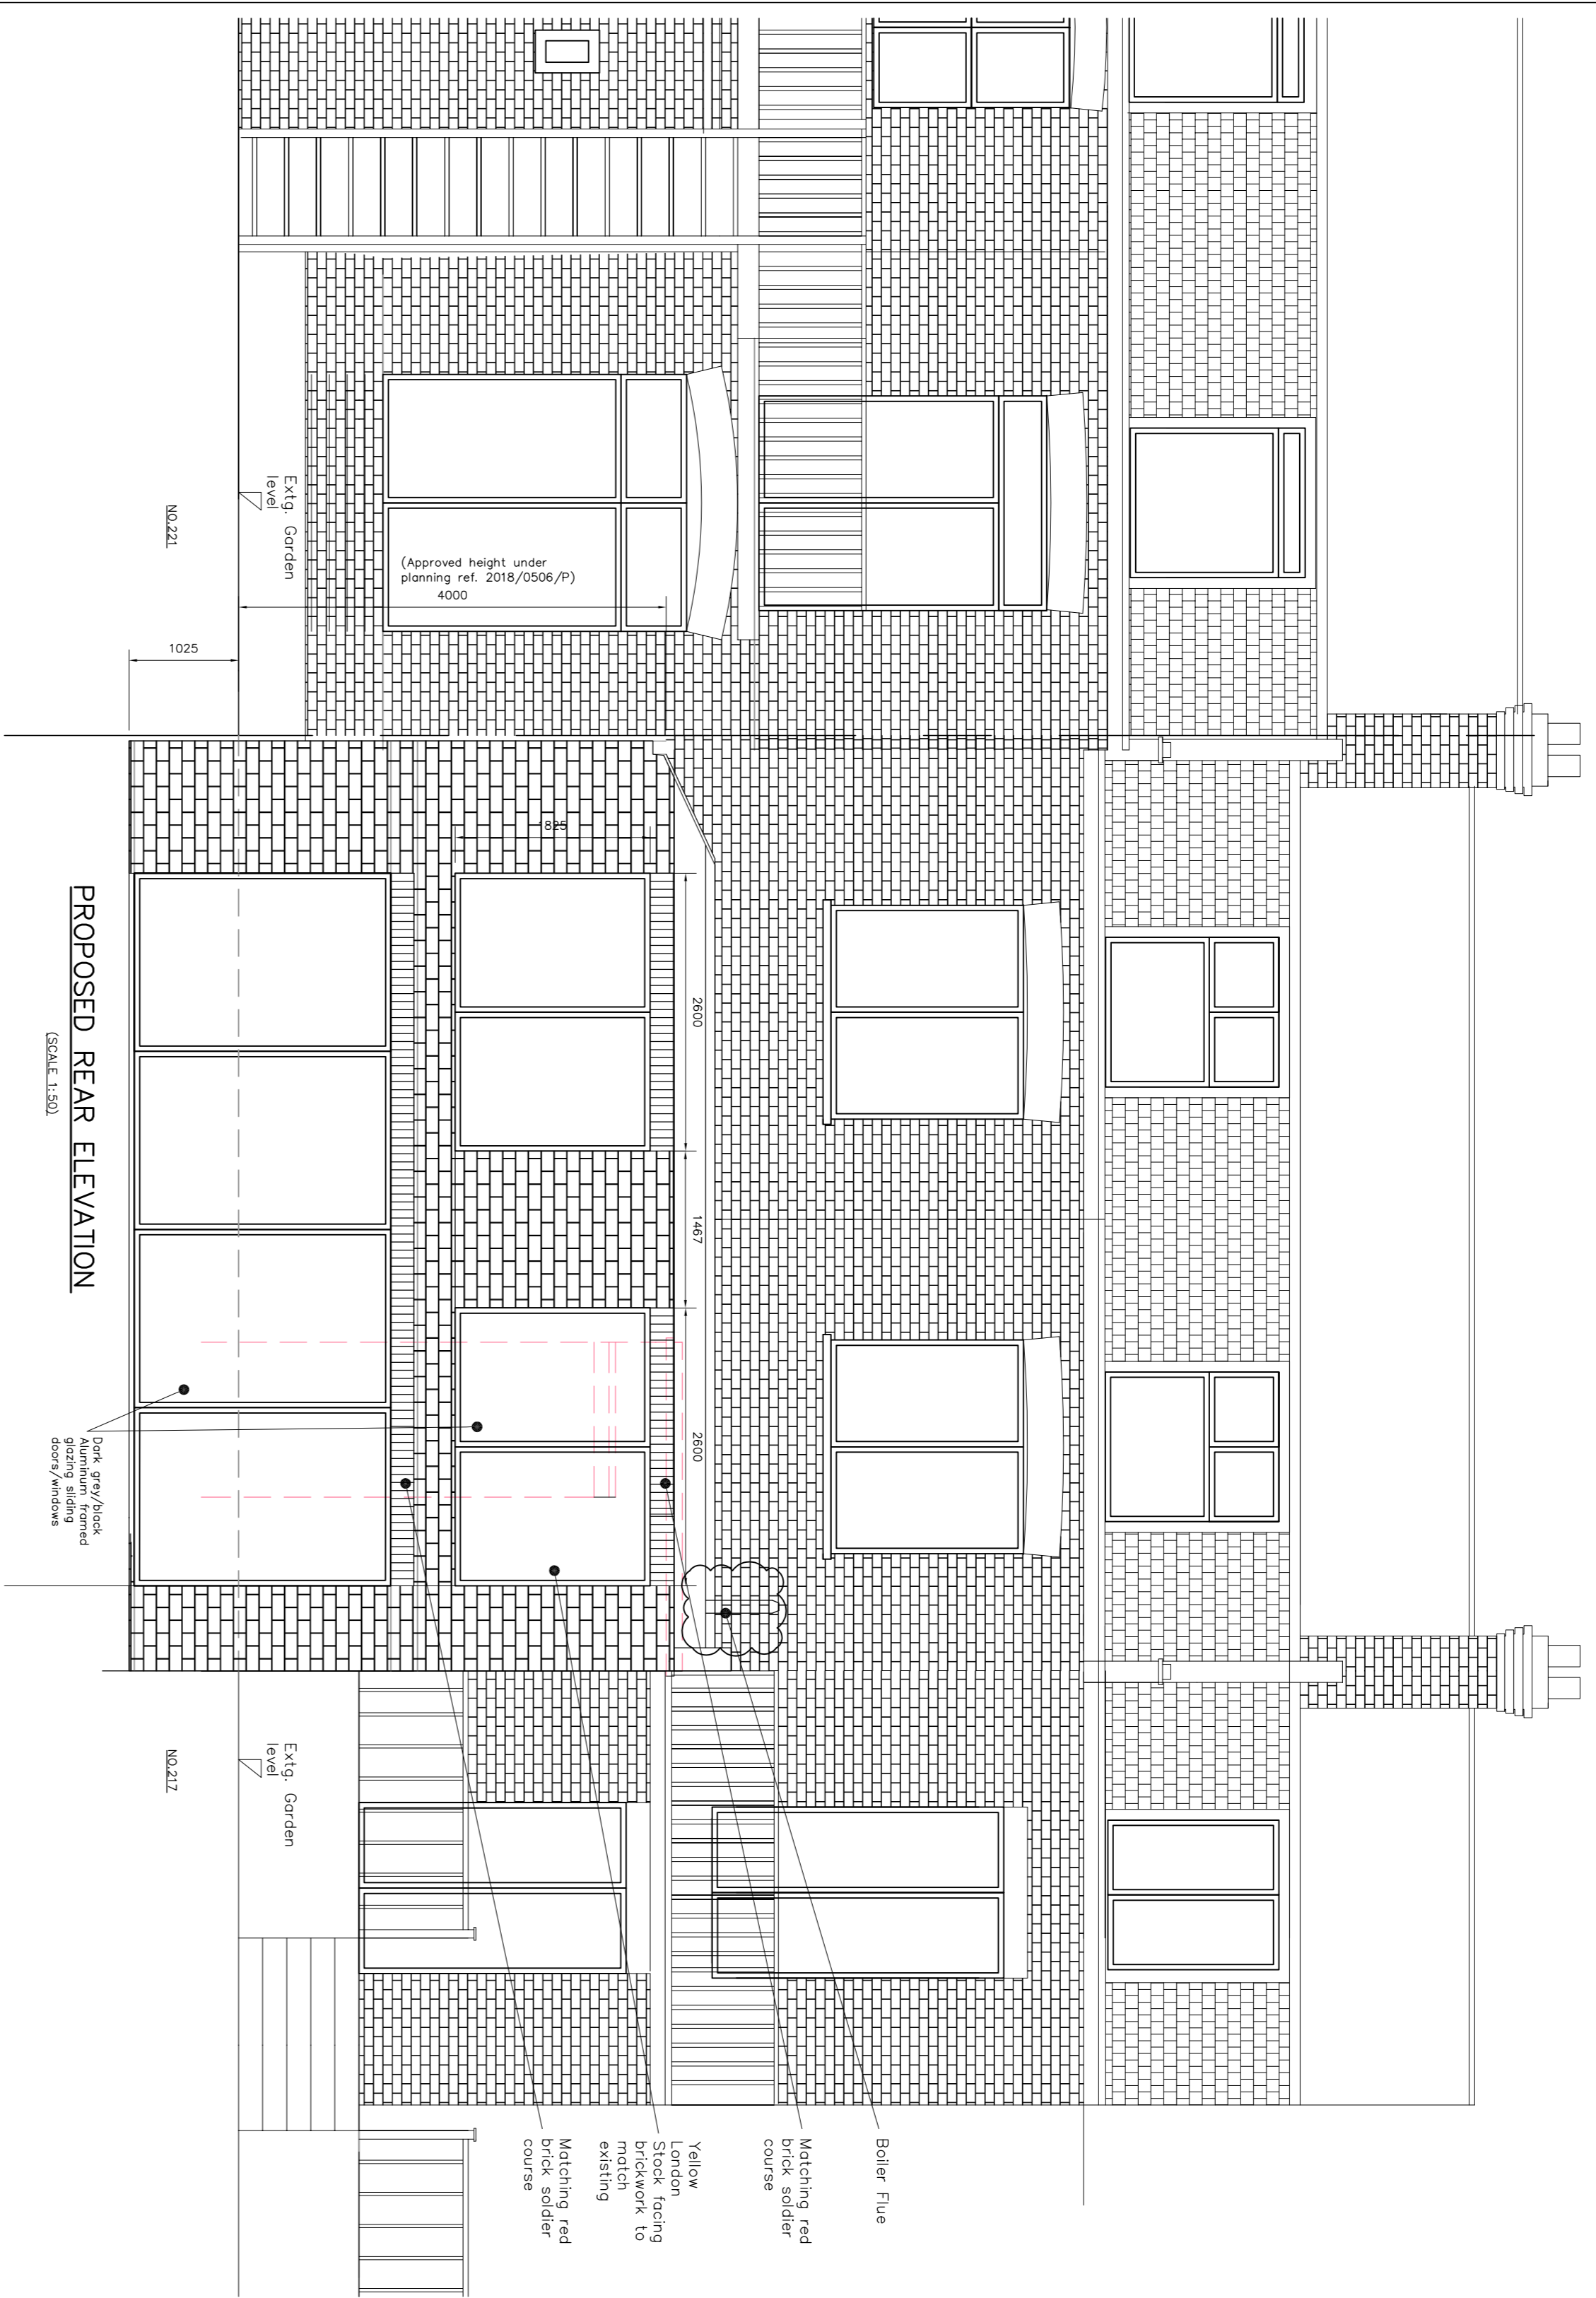 Boiler Flue
Matching red
brick soldier
course
Yellow
London
Stock facing
brickwork to
match
existing
Matching red
brick soldier
course
(Approved height under
planning ref. 2018/0506/P)
4000
1025
1825
2600
1467
2600
Extg. Garden
level
NO.221
Extg. Garden
level
NO.217
Dark grey/black
Aluminum framed
glazing sliding
doors/windows
PROPOSED REAR ELEVATION
(SCALE 1:50)